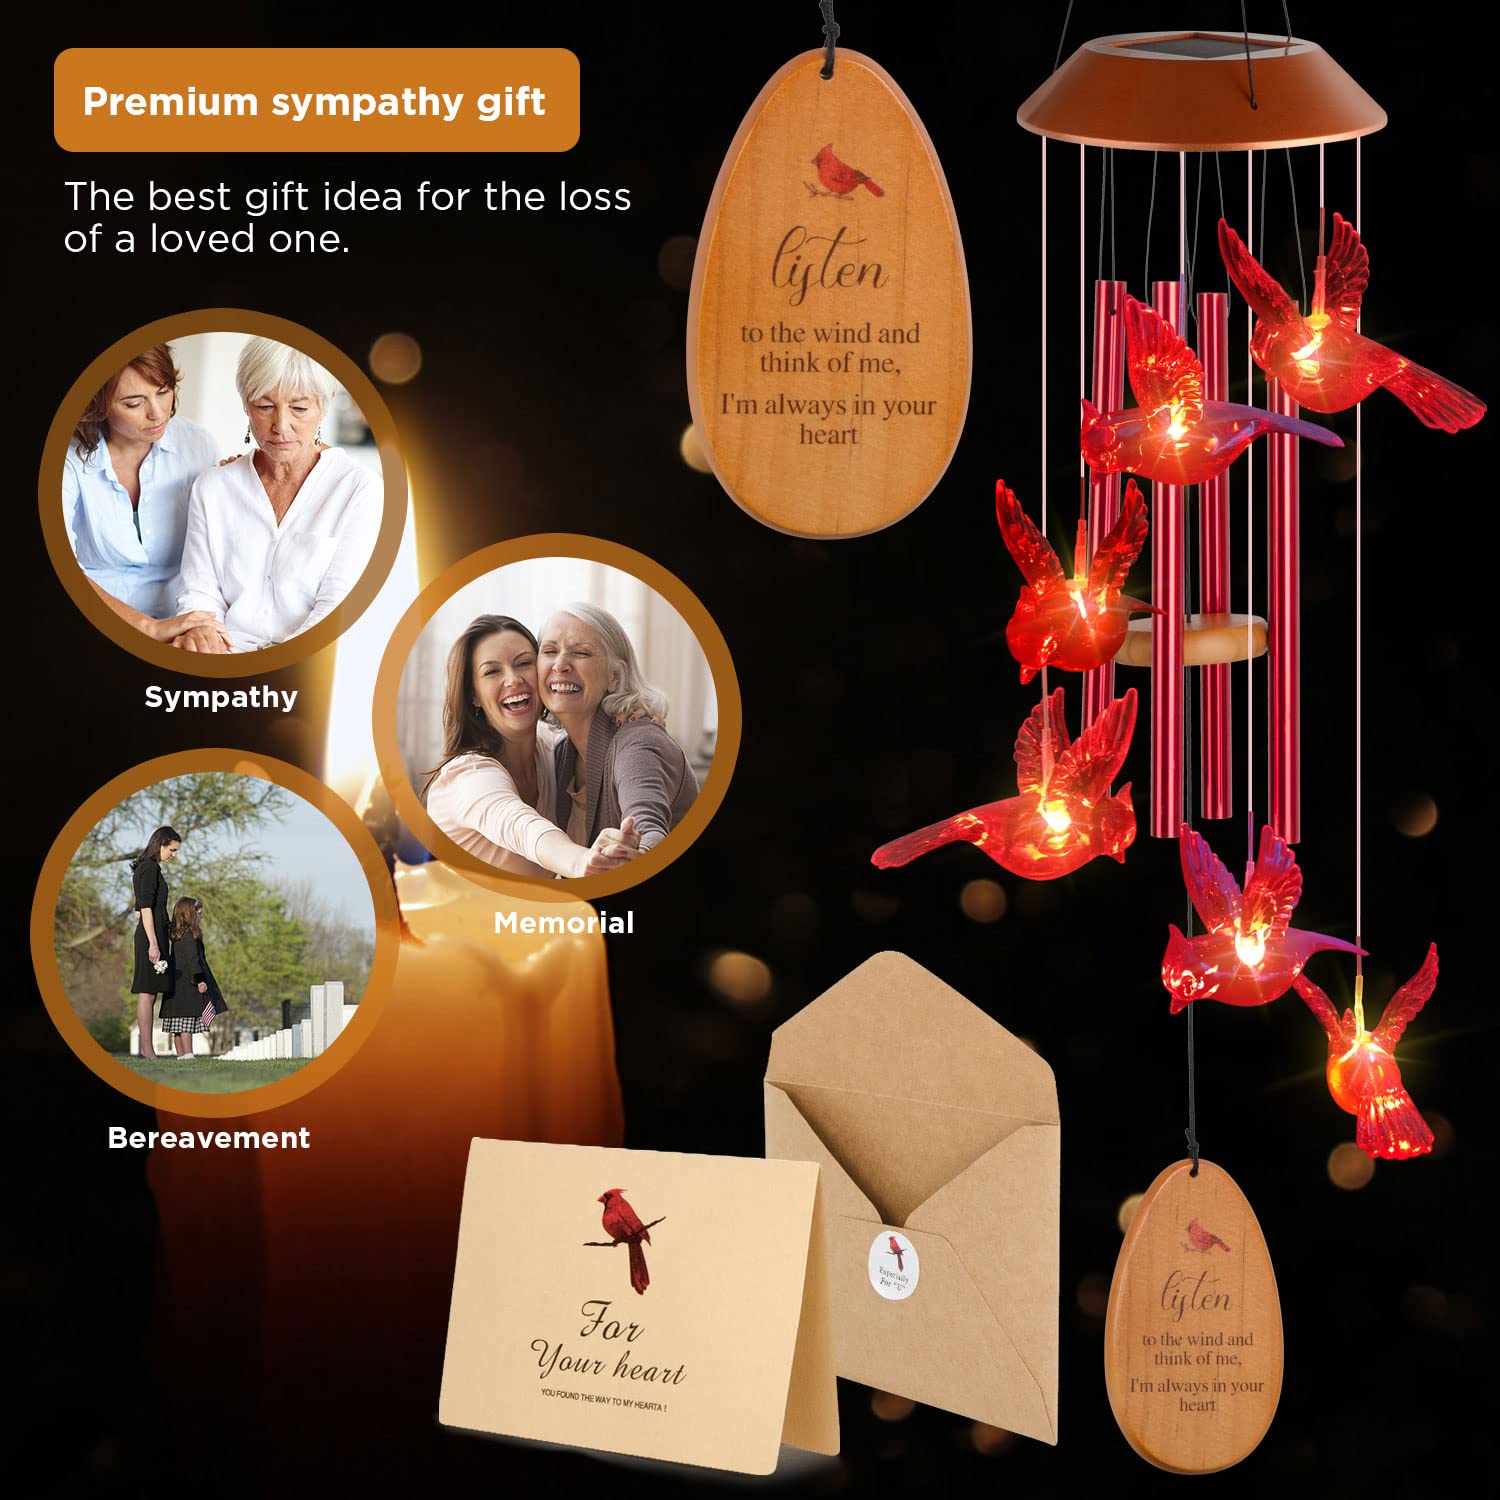 Premium sympathy gift
The best gift idea for the loss
of a loved one.
Sympathy
Memorial
Bereavement
listen
to the wind and
think of me,
I'm always in your
heart
For
Your heart
YOU FOUND THE WAY TO MY HEARTA !
Especially
For "U"
listen
to the wind and
think of me,
I'm always in your
heart